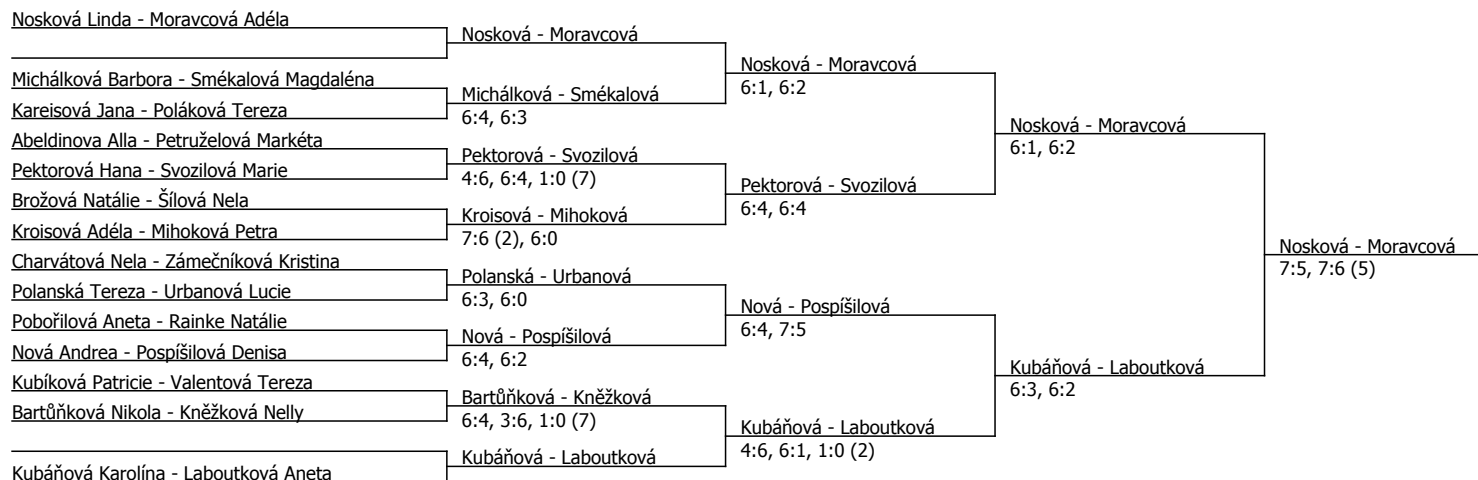 Nosková Linda - Moravcová Adéla
Michálková Barbora - Smékalová Magdaléna
Kareisová Jana - Poláková Tereza
Abeldinova Alla - Petruželová Markéta
Pektorová Hana - Svozilová Marie
Brožová Natálie - Šílová Nela
Kroisová Adéla - Mihoková Petra
Charvátová Nela - Zámečníková Kristina
Polanská Tereza - Urbanová Lucie
Pobořilová Aneta - Rainke Natálie
Nová Andrea - Pospíšilová Denisa
Kubíková Patricie - Valentová Tereza
Bartůňková Nikola - Kněžková Nelly
Kubáňová Karolína - Laboutková Aneta
Nosková - Moravcová
Michálková - Smékalová
6:4, 6:3
Pektorová - Svozilová
4:6, 6:4, 1:0 (7)
Kroisová - Mihoková
7:6 (2), 6:0
Polanská - Urbanová
6:3, 6:0
Nová - Pospíšilová
6:4, 6:2
Bartůňková - Kněžková
6:4, 3:6, 1:0 (7)
Kubáňová - Laboutková
Nosková - Moravcová
6:1, 6:2
Pektorová - Svozilová
6:4, 6:4
Nová - Pospíšilová
6:4, 7:5
Kubáňová - Laboutková
4:6, 6:1, 1:0 (2)
Nosková - Moravcová
6:1, 6:2
Kubáňová - Laboutková
6:3, 6:2
Nosková - Moravcová
7:5, 7:6 (5)